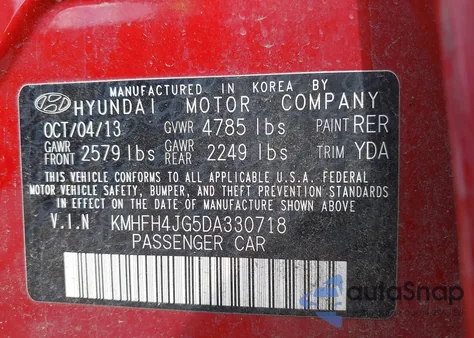 MANUFACTURED IN KOREA BY
HYUNDAI MOTOR COMPANY
OCT/04/13 GVWR 4785 lbs PAINT RER
GAWR FRONT 2579 lbs GAWR REAR 2249 lbs TRIM YDA
THIS VEHICLE CONFORMS TO ALL APPLICABLE U.S.A. FEDERAL
MOTOR VEHICLE SAFETY, BUMPER, AND THEFT PREVENTION STANDARDS
IN EFFECT ON THE DATE OF MANUFACTURE SHOWN ABOVE
V.I.N KMHFH4JG5DA330718
PASSENGER CAR
autoSnap